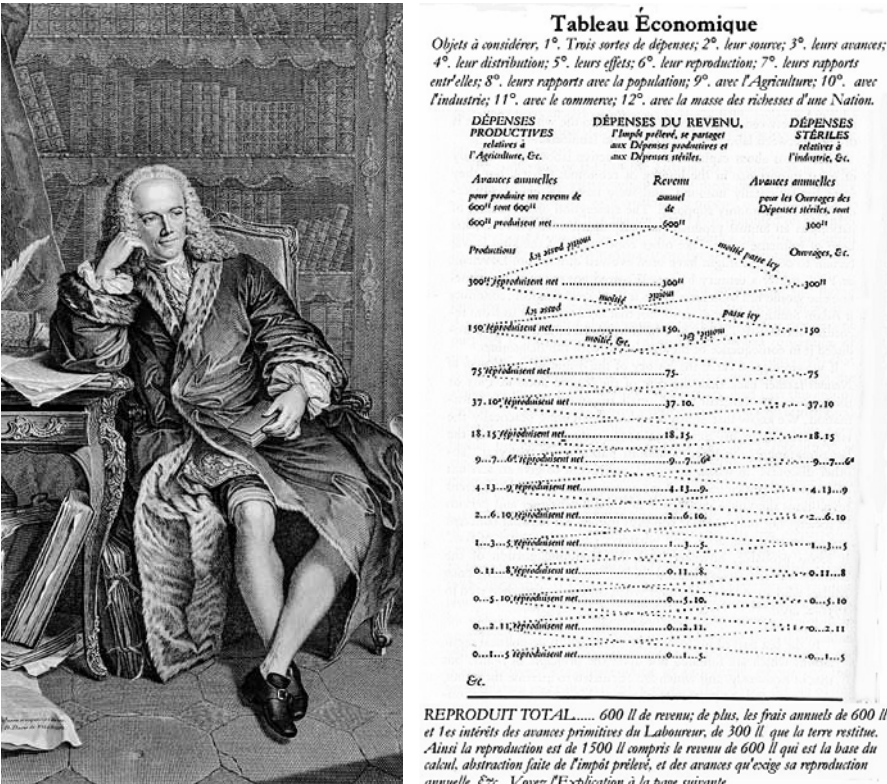 Tableau Économique
Objets à considérer, 1°. Trois sortes de dépenses; 2°. leur source; 3°. leurs avances;
4°. leur distribution; 5°. leurs effets; 6°. leur reproduction; 7°. leurs rapports
entr'elles; 8°. leurs rapports avec la population; 9°. avec l'Agriculture; 10°. avec
l'industrie; 11°. avec le commerce; 12°. avec la masse des richesses d'une Nation.
DÉPENSES PRODUCTIVES relatives à l'Agriculture, &c.
DÉPENSES DU REVENU, l'Impôt prélevé, se partaget aux Dépenses productives et aux Dépenses stériles.
DÉPENSES STÉRILES relatives à l'industrie, &c.
Avances annuelles Revenu Avances annuelles
pour produire un revenu de annuel pour les Ouvrages des
600ll sont 600ll de Dépenses stériles, sont
600ll produisent net....................600ll 300ll
Productions moitié passe icy moitié passe icy Ouvrages, &c.
300ll reproduisent net....................300ll 300ll
moitié passe icy moitié passe icy
150 reproduisent net....................150. 150
moitié, &c. moitié, &c.
75 reproduisent net....................75. 75
37.10s reproduisent net....................37.10. 37.10
18.15 reproduisent net....................18.15. 18.15
9...7...6d reproduisent net....................9...7...6d 9...7...6d
4.13...9 reproduisent net....................4.13...9. 4.13...9
2...6.10 reproduisent net....................2...6.10. 2...6.10
1...3...5 reproduisent net....................1...3...5. 1...3...5
0.11...8 reproduisent net....................0.11...8. 0.11...8
0...5.10 reproduisent net....................0...5.10. 0...5.10
0...2.11 reproduisent net....................0...2.11. 0...2.11
0...1...5 reproduisent net....................0...1...5. 0...1...5
&c.
REPRODUIT TOTAL...... 600 ll de revenu; de plus, les frais annuels de 600 ll
et les intérêts des avances primitives du Laboureur, de 300 ll que la terre restitue.
Ainsi la reproduction est de 1500 ll compris le revenu de 600 ll qui est la base du
calcul, abstraction faite de l'impôt prélevé, et des avances qu'exige sa reproduction
annuelle, &c. Voyez l'Explication à la page suivante.